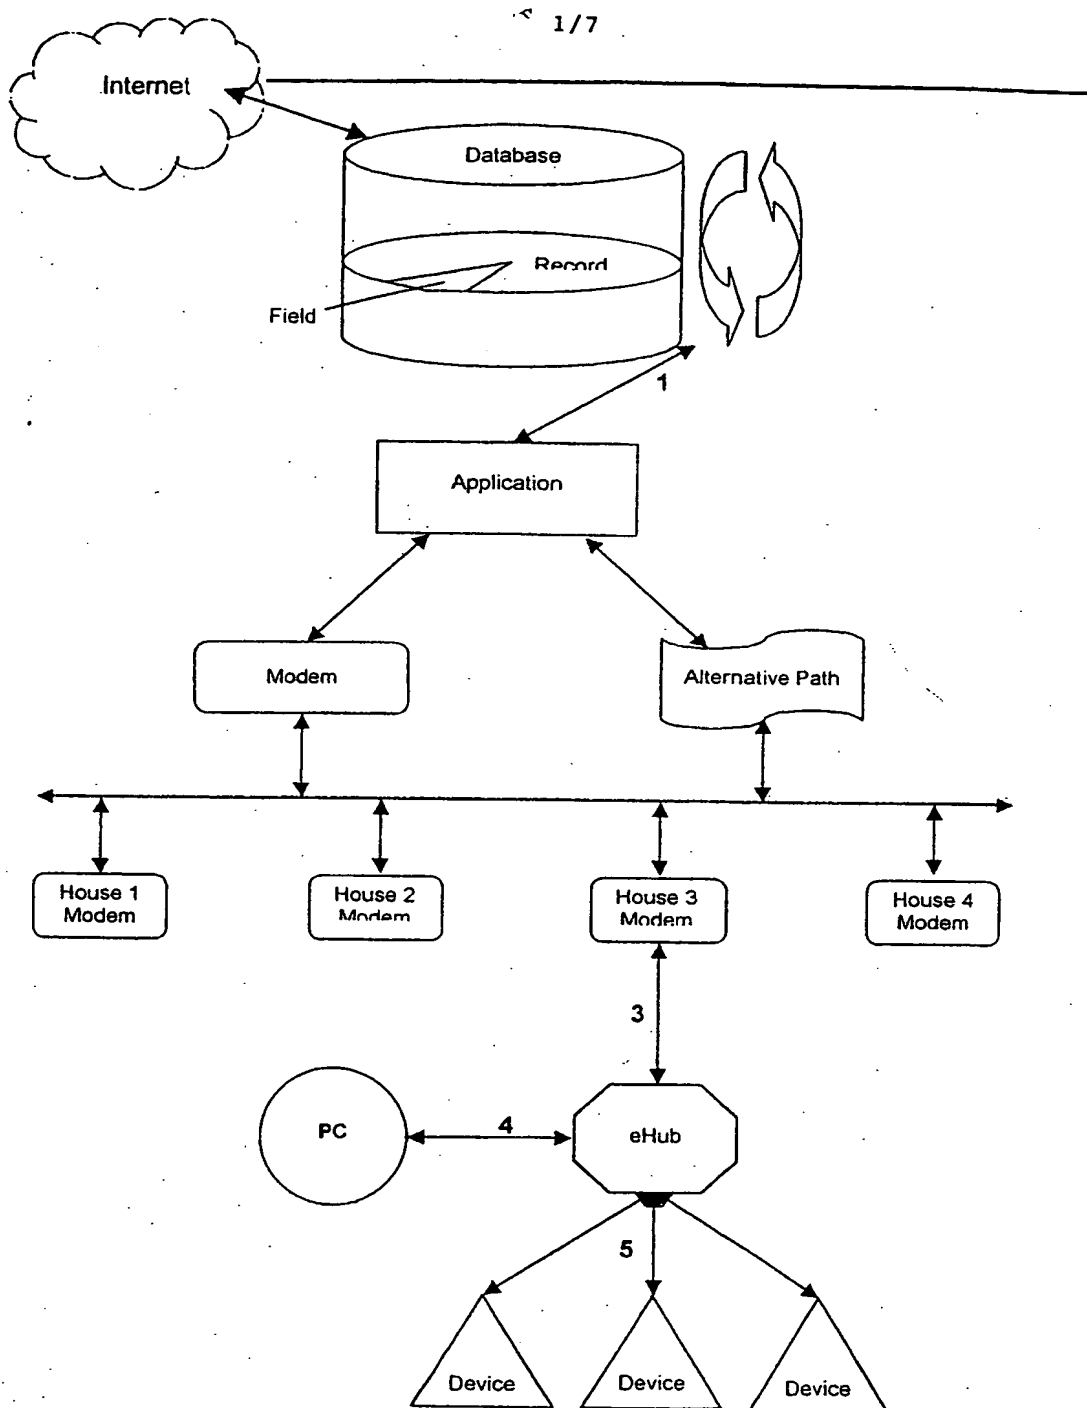 1/7
Internet
Database
Record
Field
1
Application
Modem
Alternative Path
House 1
Modem
House 2
Modem
House 3
Modem
House 4
Modem
3
PC
4
eHub
5
Device
Device
Device